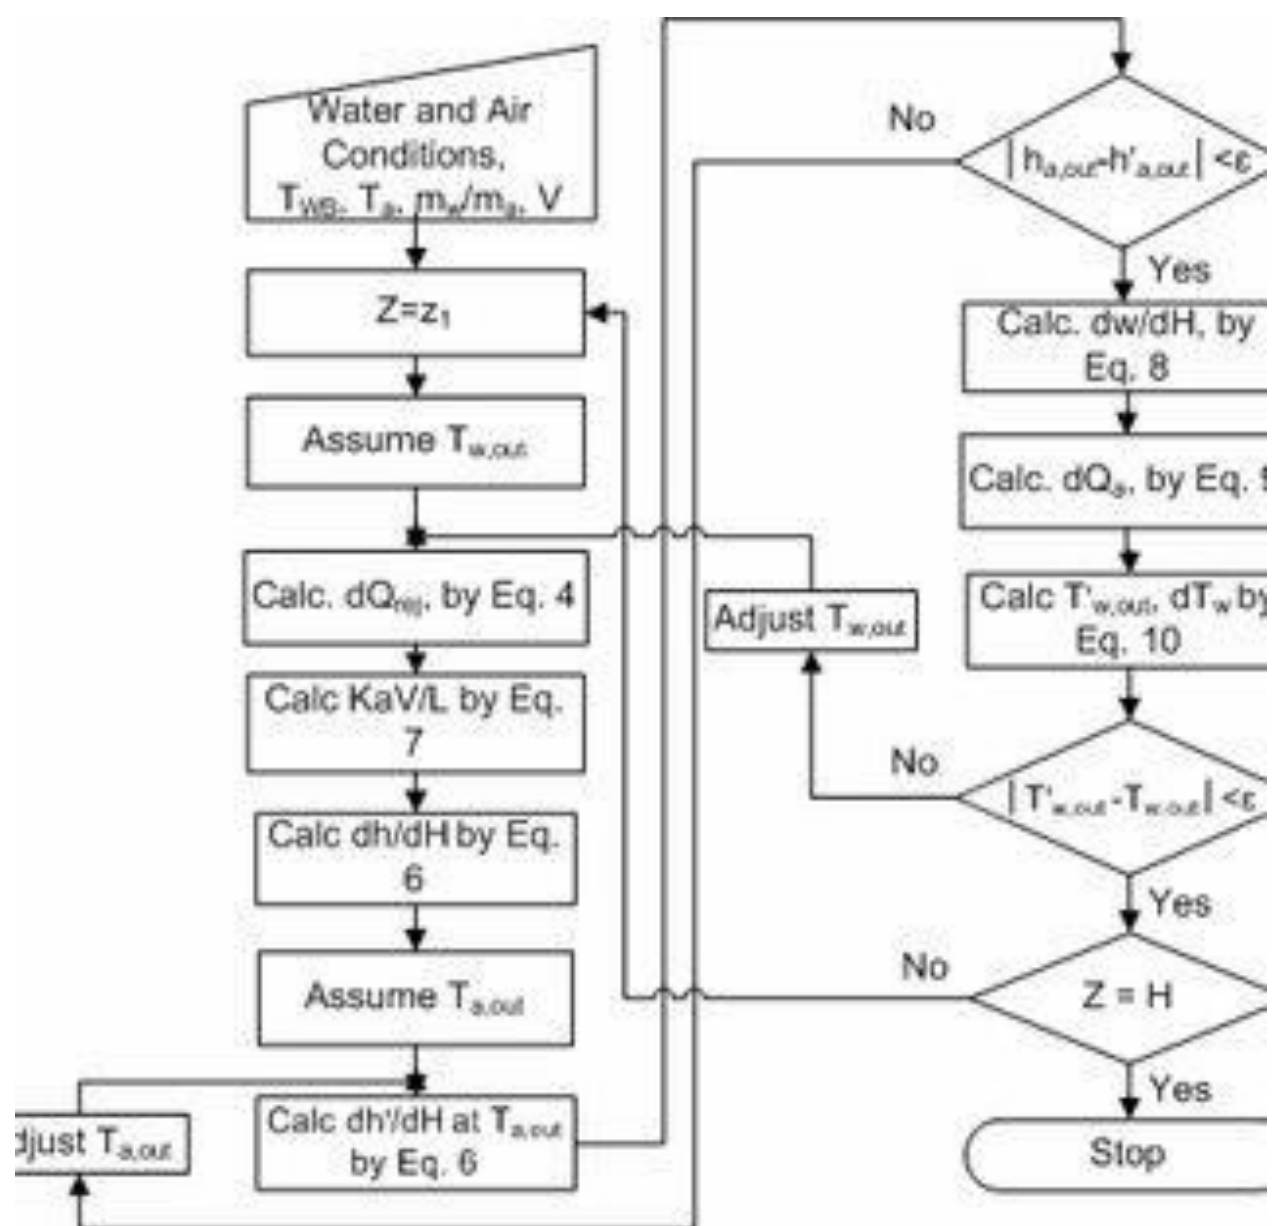 Water and Air
Conditions,
T_WB, T_a, m_w/m_a, V
Z=z₁
Assume T_w,out
Calc. dQ_rej, by Eq. 4
Calc KaV/L by Eq.
7
Calc dh/dH by Eq.
6
Assume T_a,out
Calc dh'/dH at T_a,out
by Eq. 6
djust T_a,out
Adjust T_w,out
No
|h_a,out-h'_a,out| <ε
Yes
Calc. dw/dH, by
Eq. 8
Calc. dQ_a, by Eq.
Calc T'_w,out, dT_w by
Eq. 10
No
|T'_w,out-T_w,out| <ε
Yes
No
Z = H
Yes
Stop